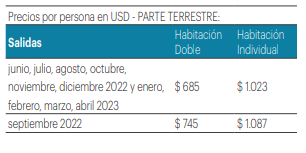 Precios por persona en USD - PARTE TERRESTRE:
Salidas Habitación Doble Habitación Individual
junio, julio, agosto, octubre,
noviembre, diciembre 2022 y enero, $ 685 $ 1.023
febrero, marzo, abril 2023
septiembre 2022 $ 745 $ 1.087